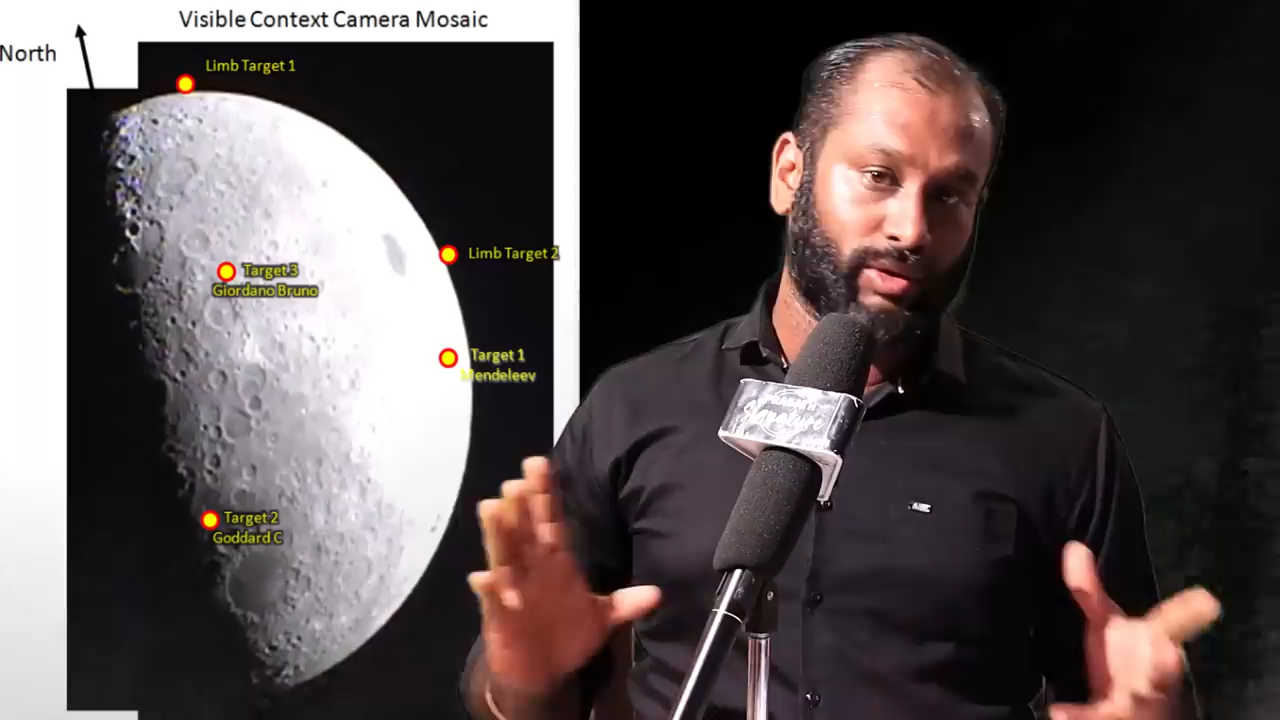 Visible Context Camera Mosaic
North
Limb Target 1
Limb Target 2
Target 3
Giordano Bruno
Target 1
Mendeleev
Target 2
Goddard C
Signature